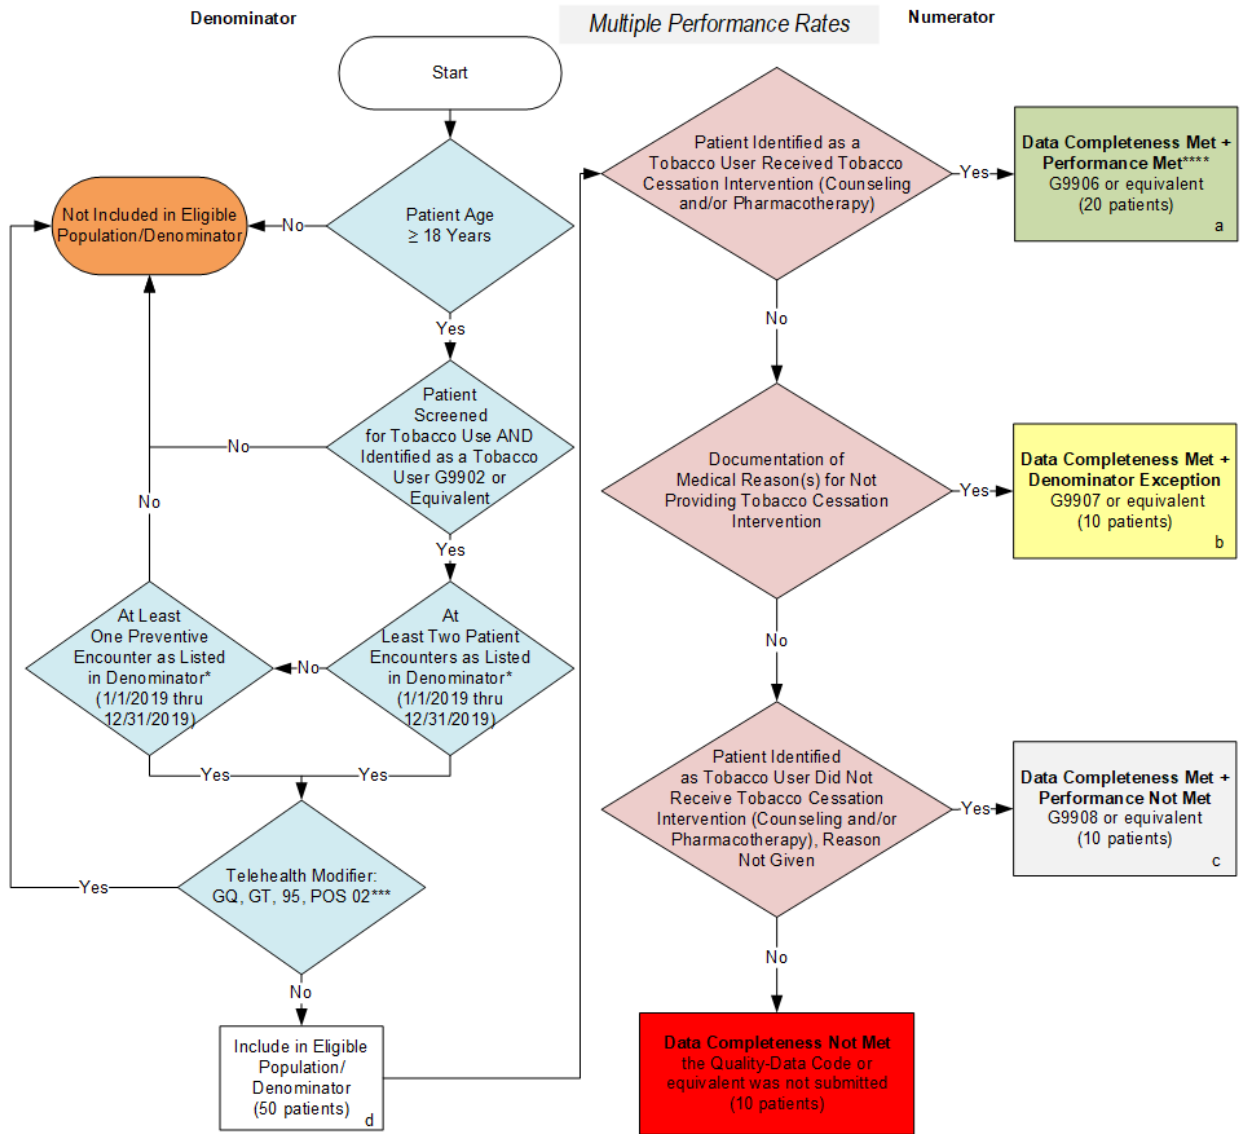 Denominator
Multiple Performance Rates
Numerator
Start
Patient Age
≥ 18 Years
No
Not Included in Eligible
Population/Denominator
Yes
Patient
Screened
for Tobacco Use AND
Identified as a Tobacco
User G9902 or
Equivalent
No
Yes
At
Least Two Patient
Encounters as Listed
in Denominator*
(1/1/2019 thru
12/31/2019)
No
At Least
One Preventive
Encounter as Listed
in Denominator*
(1/1/2019 thru
12/31/2019)
No
Yes
Yes
Telehealth Modifier:
GQ, GT, 95, POS 02***
Yes
No
Include in Eligible
Population/
Denominator
(50 patients)
d
Patient Identified as a
Tobacco User Received Tobacco
Cessation Intervention (Counseling
and/or Pharmacotherapy)
Yes
Data Completeness Met +
Performance Met****
G9906 or equivalent
(20 patients)
a
No
Documentation of
Medical Reason(s) for Not
Providing Tobacco Cessation
Intervention
Yes
Data Completeness Met +
Denominator Exception
G9907 or equivalent
(10 patients)
b
No
Patient Identified
as Tobacco User Did Not
Receive Tobacco Cessation
Intervention (Counseling and/or
Pharmacotherapy), Reason
Not Given
Yes
Data Completeness Met +
Performance Not Met
G9908 or equivalent
(10 patients)
c
No
Data Completeness Not Met
the Quality-Data Code or
equivalent was not submitted
(10 patients)